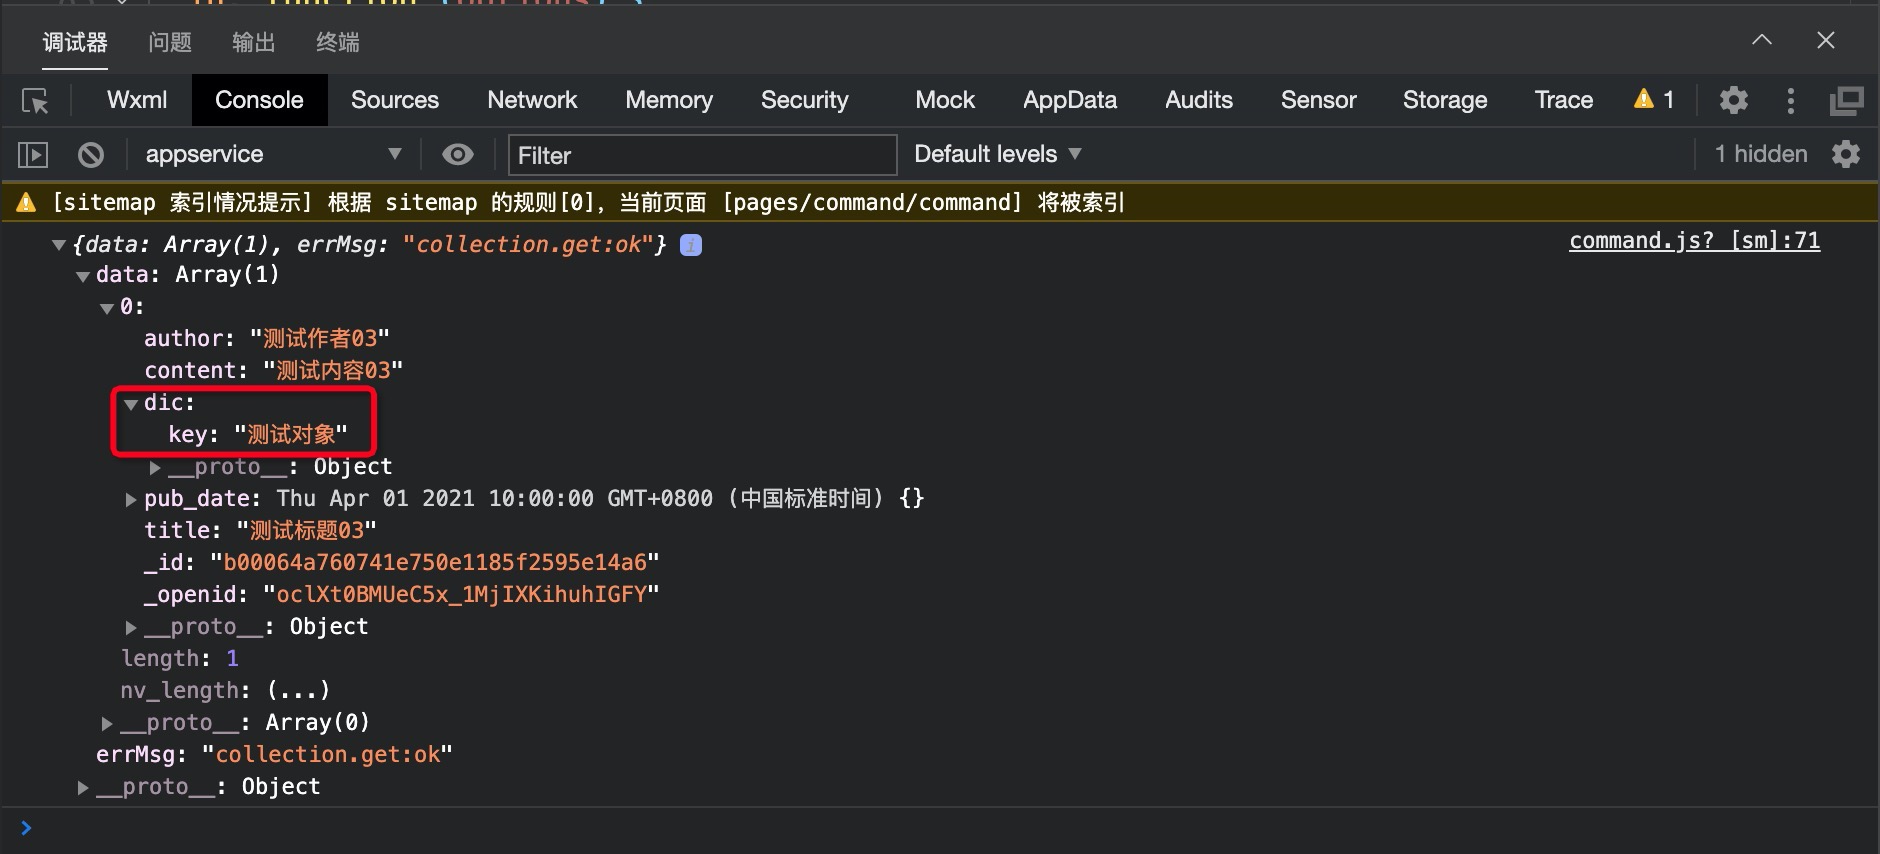 调试器 问题 输出 终端
Wxml Console Sources Network Memory Security Mock AppData Audits Sensor Storage Trace 1
appservice Filter Default levels 1 hidden
[sitemap 索引情况提示] 根据 sitemap 的规则[0]，当前页面 [pages/command/command] 将被索引
{data: Array(1), errMsg: "collection.get:ok"} command.js? [sm]:71
data: Array(1)
0:
author: "测试作者03"
content: "测试内容03"
dic:
key: "测试对象"
__proto__: Object
pub_date: Thu Apr 01 2021 10:00:00 GMT+0800 (中国标准时间) {}
title: "测试标题03"
_id: "b00064a760741e750e1185f2595e14a6"
_openid: "oclXt0BMUeC5x_1MjIXKihuhIGFY"
__proto__: Object
length: 1
nv_length: (...)
__proto__: Array(0)
errMsg: "collection.get:ok"
__proto__: Object